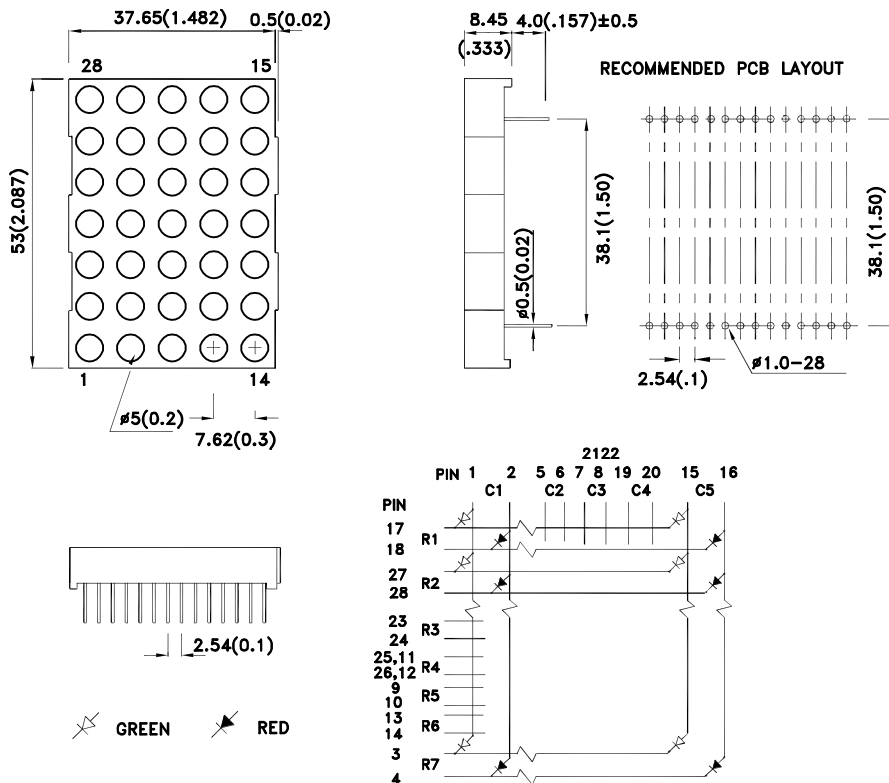 37.65(1.482) 0.5(0.02)
28 15
53(2.087)
1 14
ø5(0.2)
7.62(0.3)
8.45 4.0(.157)±0.5
(.333)
ø0.5(0.02)
38.1(1.50)
RECOMMENDED PCB LAYOUT
38.1(1.50)
ø1.0-28
2.54(.1)
2.54(0.1)
GREEN RED
2122
PIN 1 2 5 6 7 8 19 20 15 16
C1 C2 C3 C4 C5
PIN
17
R1
18
27
R2
28
23
R3
24
25,11
R4
26,12
9
R5
10
13
R6
14
3
R7
4